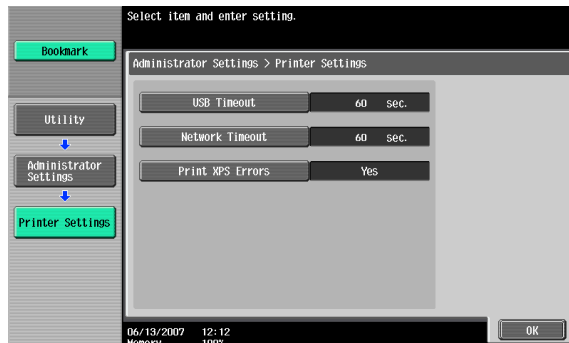 Select item and enter setting.
Bookmark
Administrator Settings > Printer Settings
USB Timeout 60 sec.
Utility
Network Timeout 60 sec.
Administrator
Settings
Print XPS Errors Yes
Printer Settings
06/13/2007 12:12
Memory 100%
OK